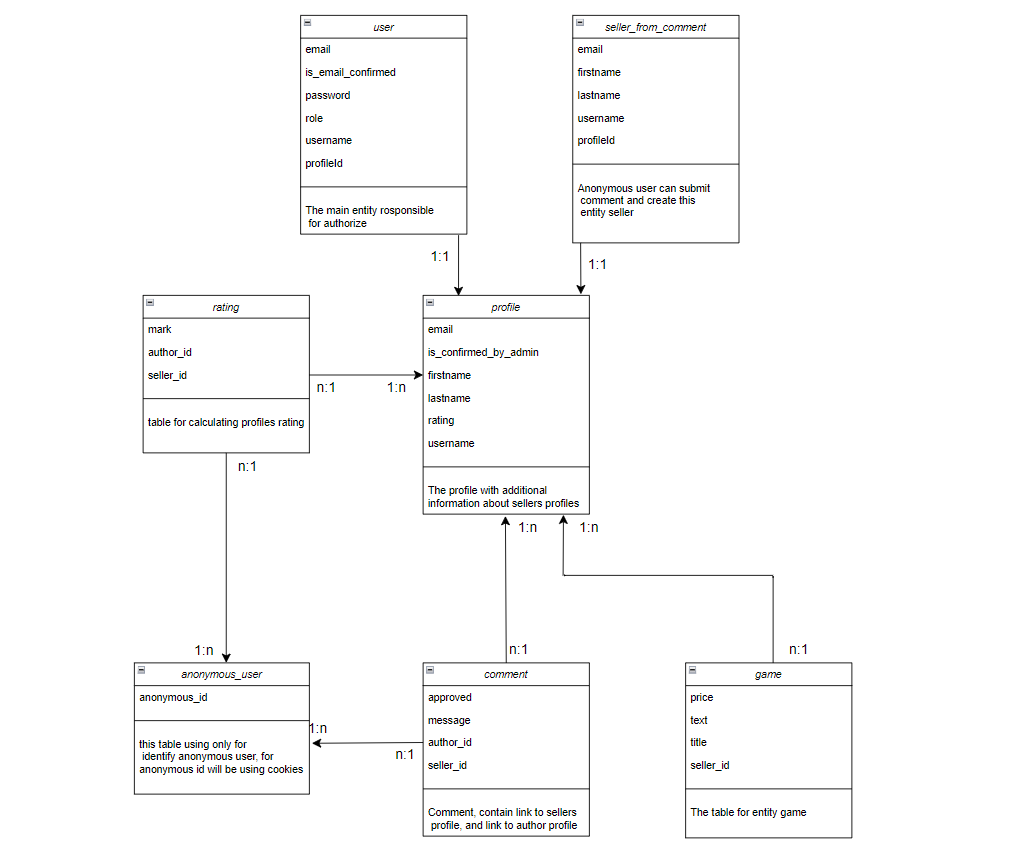 user
email
is_email_confirmed
password
role
username
profileId
The main entity rosponsible
for authorize
seller_from_comment
email
firstname
lastname
username
profileId
Anonymous user can submit
comment and create this
entity seller
1:1
1:1
rating
mark
author_id
seller_id
table for calculating profiles rating
n:1
1:n
profile
email
is_confirmed_by_admin
firstname
lastname
rating
username
The profile with additional
information about sellers profiles
n:1
1:n
1:n
1:n
n:1
n:1
anonymous_user
anonymous_id
this table using only for
identify anonymous user, for
anonymous id will be using cookies
1:n
n:1
comment
approved
message
author_id
seller_id
Comment, contain link to sellers
profile, and link to author profile
game
price
text
title
seller_id
The table for entity game